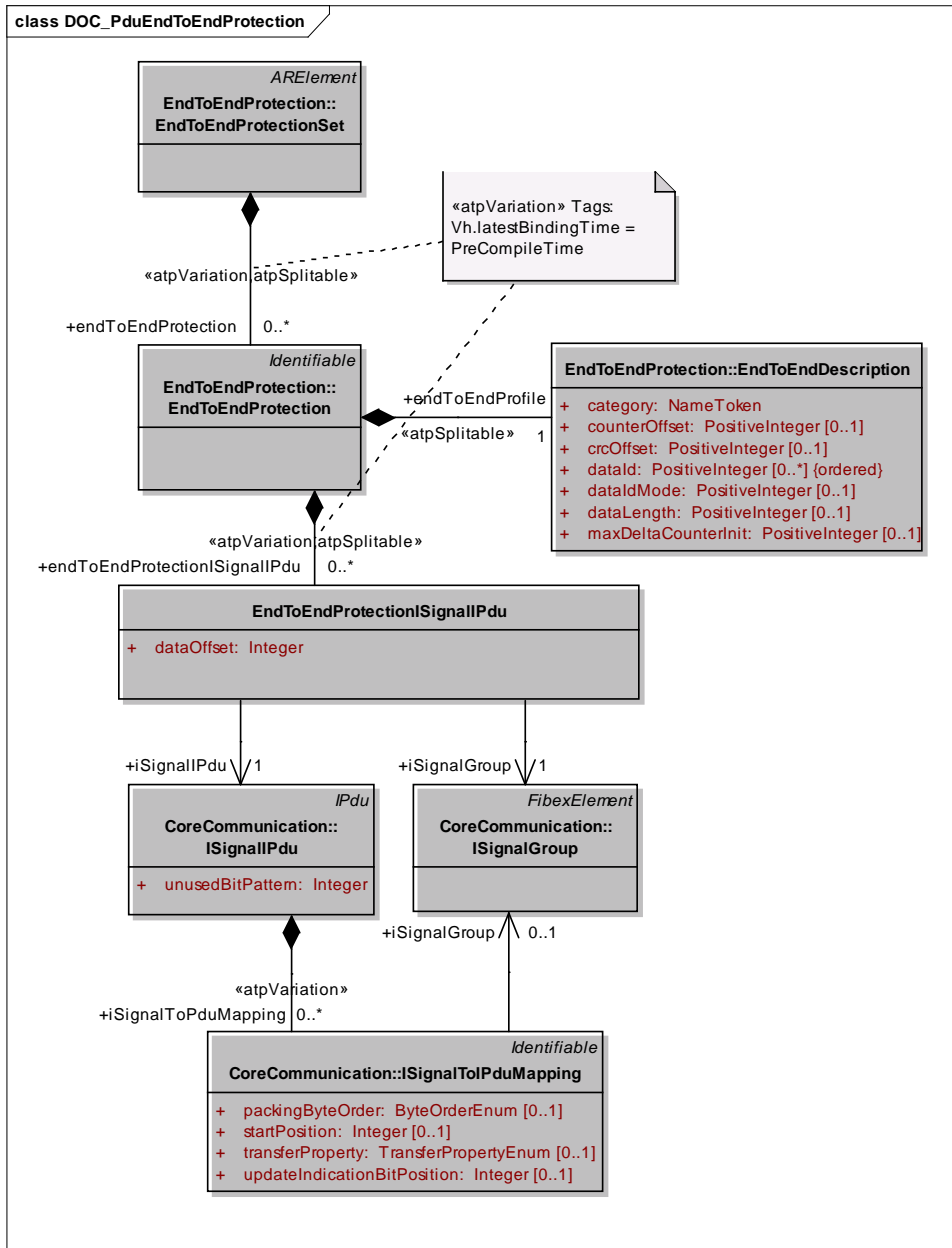 class DOC_PduEndToEndProtection
ARElement
EndToEndProtection::
EndToEndProtectionSet
«atpVariation» Tags:
Vh.latestBindingTime =
PreCompileTime
«atpVariation,atpSplitable»
+endToEndProtection 0..*
Identifiable
EndToEndProtection::
EndToEndProtection
+endToEndProfile
«atpSplitable» 1
EndToEndProtection::EndToEndDescription
+ category: NameToken
+ counterOffset: PositiveInteger [0..1]
+ crcOffset: PositiveInteger [0..1]
+ dataId: PositiveInteger [0..*] {ordered}
+ dataIdMode: PositiveInteger [0..1]
+ dataLength: PositiveInteger [0..1]
+ maxDeltaCounterInit: PositiveInteger [0..1]
«atpVariation,atpSplitable»
+endToEndProtectionISignalIPdu 0..*
EndToEndProtectionISignalIPdu
+ dataOffset: Integer
+iSignalIPdu 1
+iSignalGroup 1
IPdu
CoreCommunication::
ISignalIPdu
+ unusedBitPattern: Integer
FibexElement
CoreCommunication::
ISignalGroup
+iSignalGroup 0..1
«atpVariation»
+iSignalToPduMapping 0..*
Identifiable
CoreCommunication::ISignalToIPduMapping
+ packingByteOrder: ByteOrderEnum [0..1]
+ startPosition: Integer [0..1]
+ transferProperty: TransferPropertyEnum [0..1]
+ updateIndicationBitPosition: Integer [0..1]